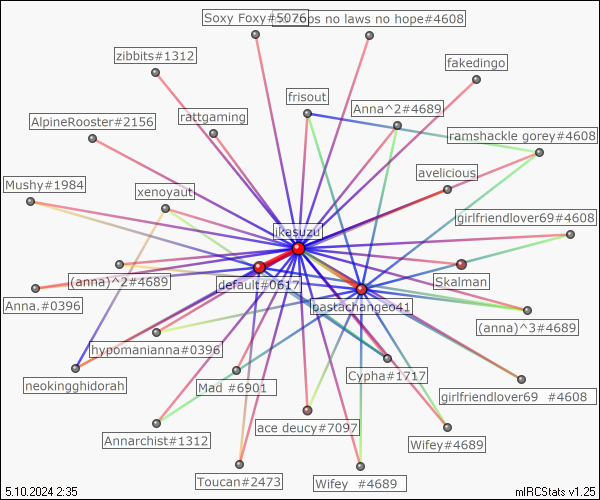 Soxy Foxy#5076
ops no laws no hope#4608
zibbits#1312
fakedingo
frisout
Anna^2#4689
AlpineRooster#2156
rattgaming
ramshackle gorey#4608
avelicious
Mushy#1984
xenoyaut
girlfriendlover69#4608
ikasuzu
(anna)^2#4689
default#0617
Skalman
Anna.#0396
pastachange041
(anna)^3#4689
hypomanianna#0396
neokingghidorah
Mad #6901
Cypha#1717
girlfriendlover69 #4608
Annarchist#1312
ace deucy#7097
Wifey#4689
Toucan#2473
Wifey #4689
5.10.2024 2:35
mIRCStats v1.25